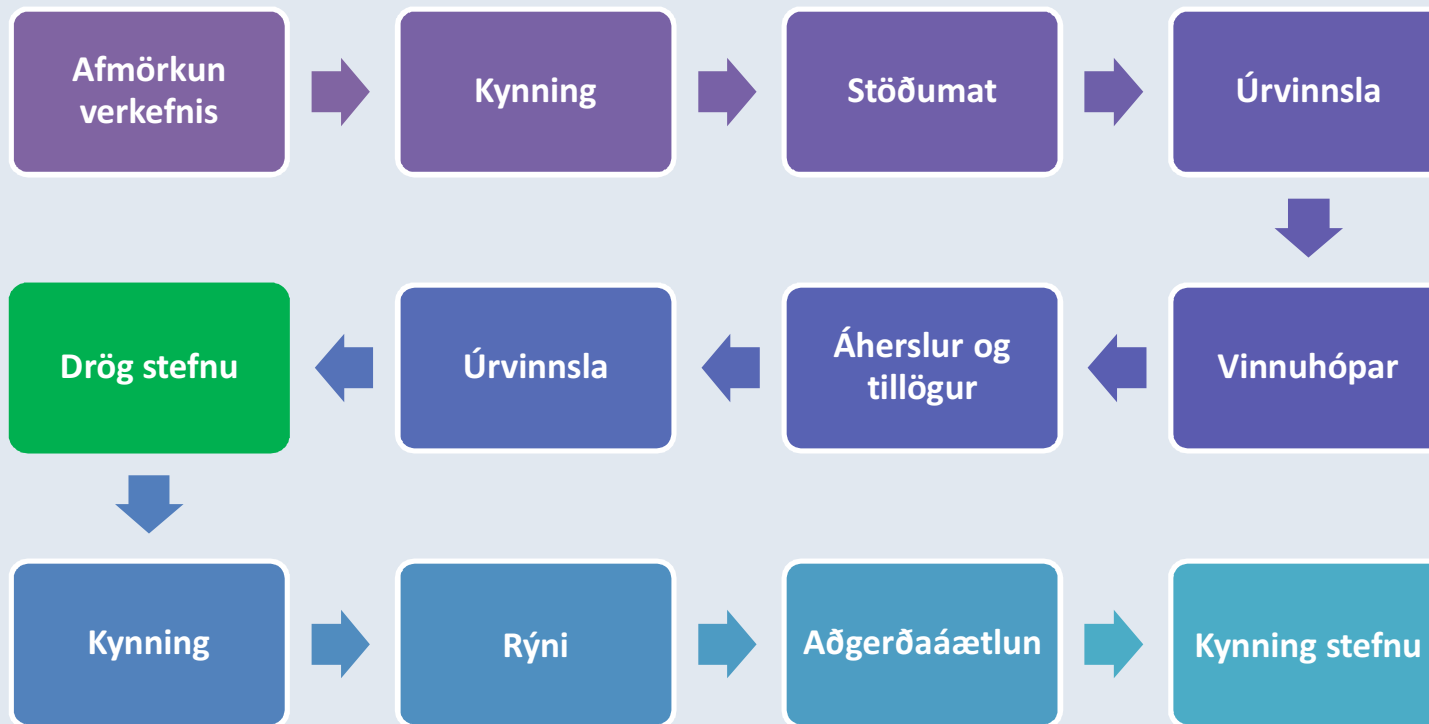 Afmörkun
verkefnis
Kynning
Stöðumat
Úrvinnsla
Drög stefnu
Úrvinnsla
Áherslur og
tillögur
Vinnuhópar
Kynning
Rýni
Aðgerðaáætlun
Kynning stefnu